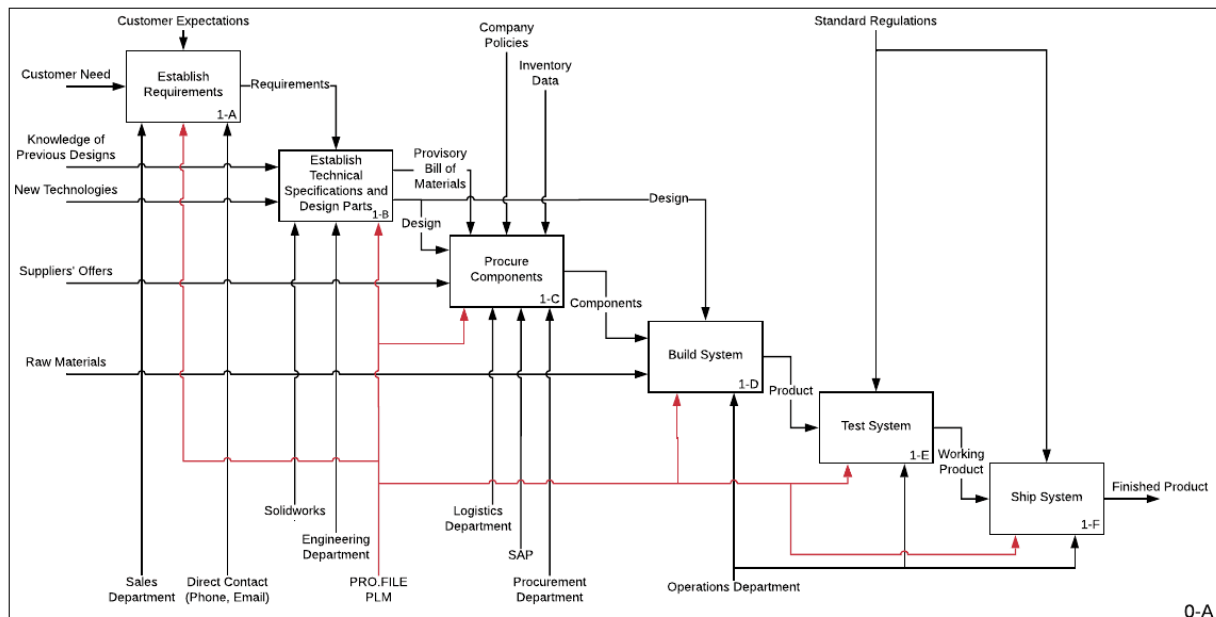 Customer Expectations
Standard Regulations
Company
Policies
Inventory
Data
Customer Need
Establish
Requirements
1-A
Requirements
Knowledge of
Previous Designs
New Technologies
Establish
Technical
Specifications and
Design Parts
1-B
Provisory
Bill of
Materials
Design
Design
Suppliers' Offers
Procure
Components
1-C
Components
Raw Materials
Build System
1-D
Product
Test System
1-E
Working
Product
Ship System
1-F
Finished Product
Solidworks
Engineering
Department
Logistics
Department
SAP
Sales
Department
Direct Contact
(Phone, Email)
PRO.FILE
PLM
Procurement
Department
Operations Department
0-A